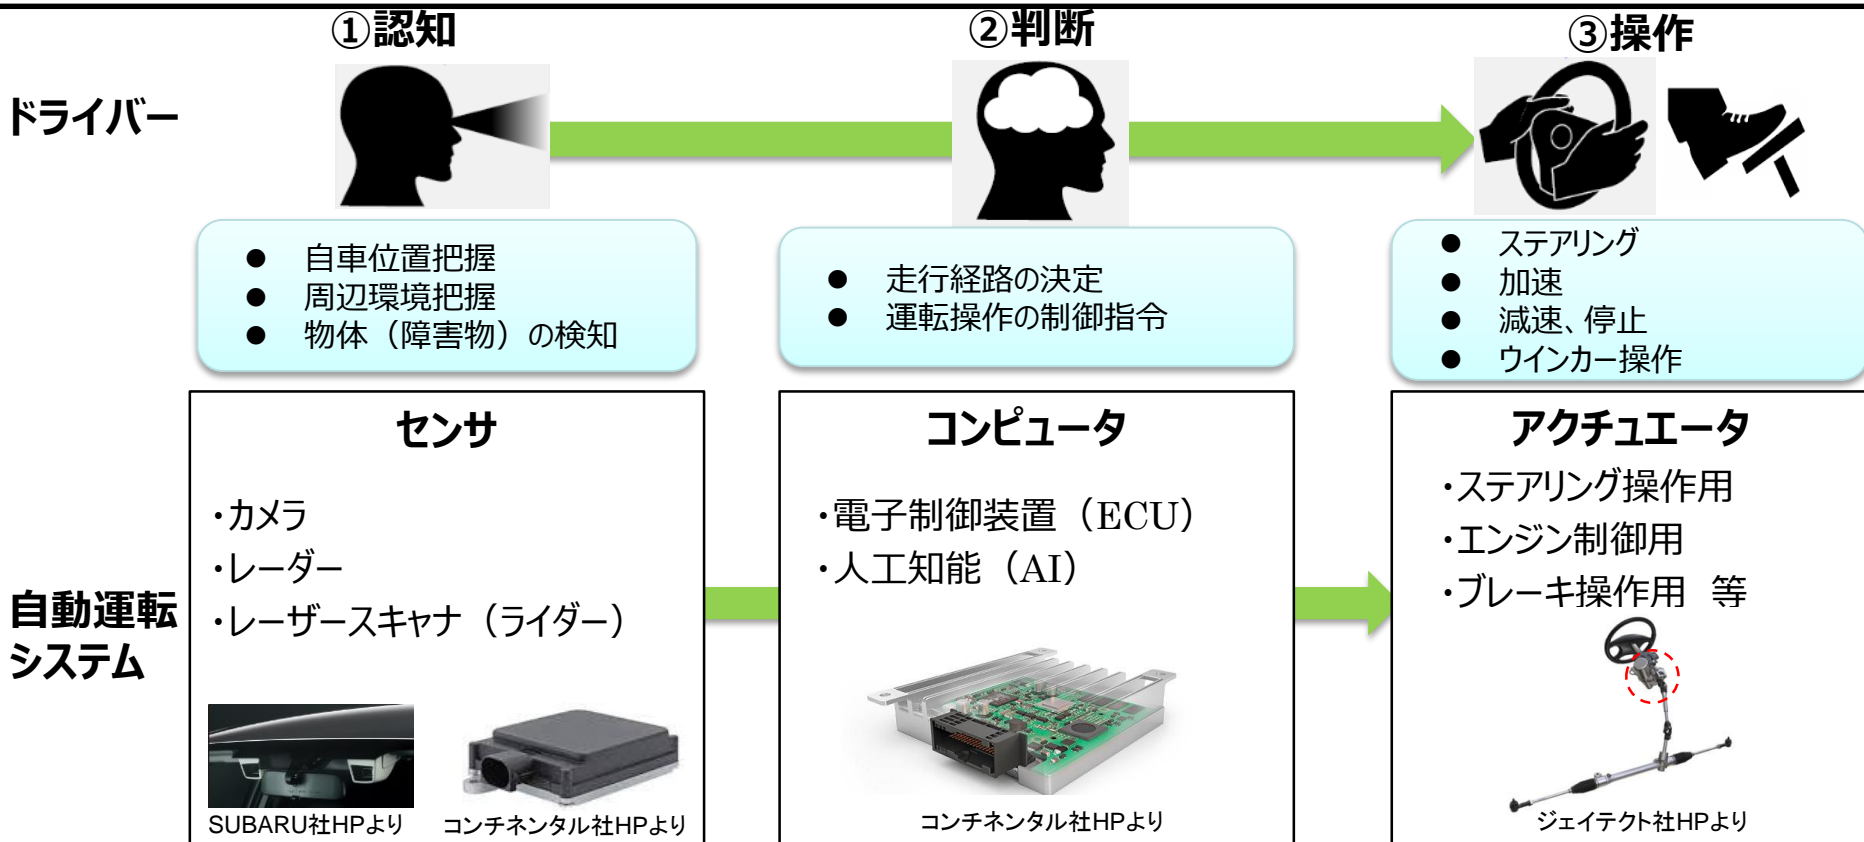 ①認知
②判断
③操作
ドライバー
● 自車位置把握
● 周辺環境把握
● 物体（障害物）の検知
● 走行経路の決定
● 運転操作の制御指令
● ステアリング
● 加速
● 減速、停止
● ウインカー操作
自動運転
システム
センサ
・カメラ
・レーダー
・レーザースキャナ（ライダー）
SUBARU社HPより
コンチネンタル社HPより
コンピュータ
・電子制御装置（ECU）
・人工知能（AI）
コンチネンタル社HPより
アクチュエータ
・ステアリング操作用
・エンジン制御用
・ブレーキ操作用 等
ジェイテクト社HPより